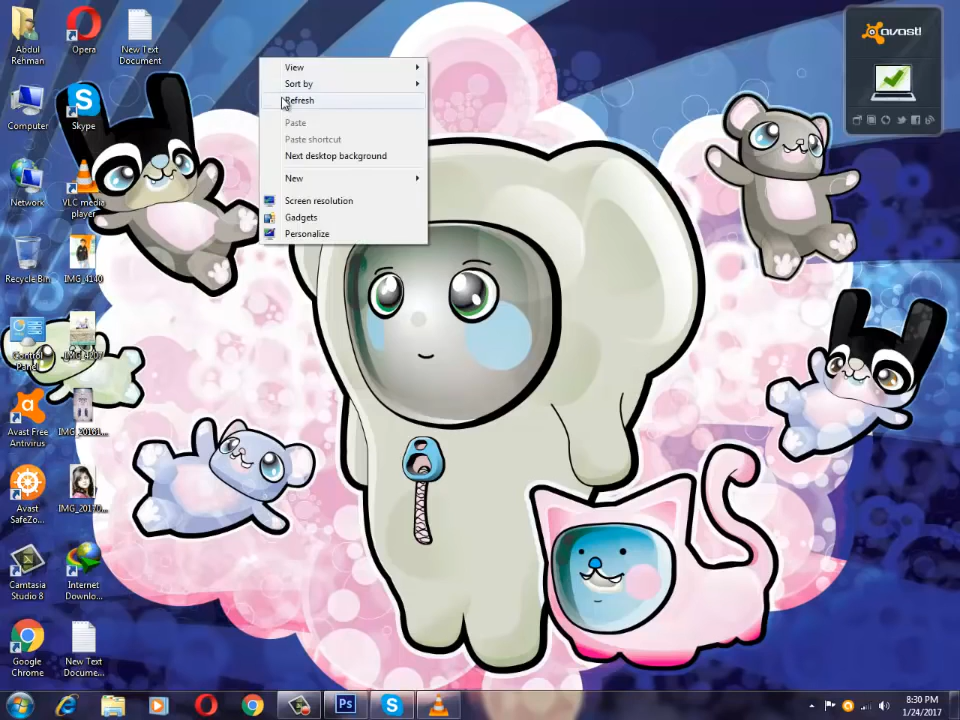 Abdul
Rehman
Opera
New Text
Document
Computer
Skype
Network
VLC media
player
Recycle Bin
IMG_4140
Control
Panel
IMG_4207
Avast Free
Antivirus
IMG_20161...
Avast
SafeZo...
IMG_20170...
Camtasia
Studio 8
Internet
Downlo...
Google
Chrome
New Text
Docume...
View
Sort by
Refresh
Paste
Paste shortcut
Next desktop background
New
Screen resolution
Gadgets
Personalize
avast!
Ps
8:30 PM
1/24/2017